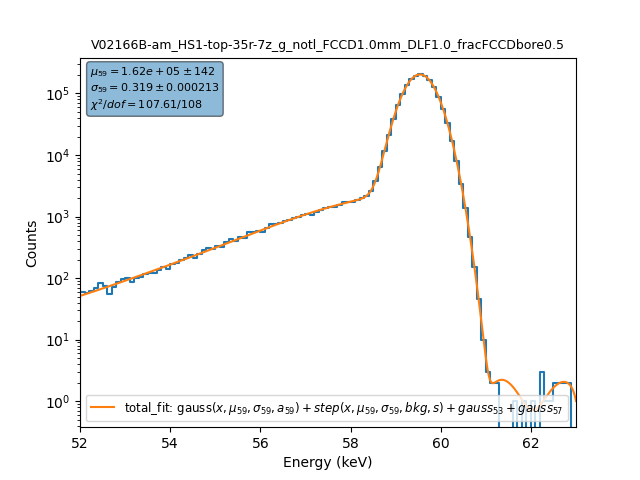 V02166B-am_HS1-top-35r-7z_g_notl_FCCD1.0mm_DLF1.0_fracFCCDbore0.5
μ₅₉ = 1.62e + 05 ± 142
σ₅₉ = 0.319 ± 0.000213
χ²/dof = 107.61/108
Counts
10⁵
10⁴
10³
10²
10¹
10⁰
total_fit: gauss(x, μ₅₉, σ₅₉, a₅₉) + step(x, μ₅₉, σ₅₉, bkg, s) + gauss₅₃ + gauss₅₇
52 54 56 58 60 62
Energy (keV)